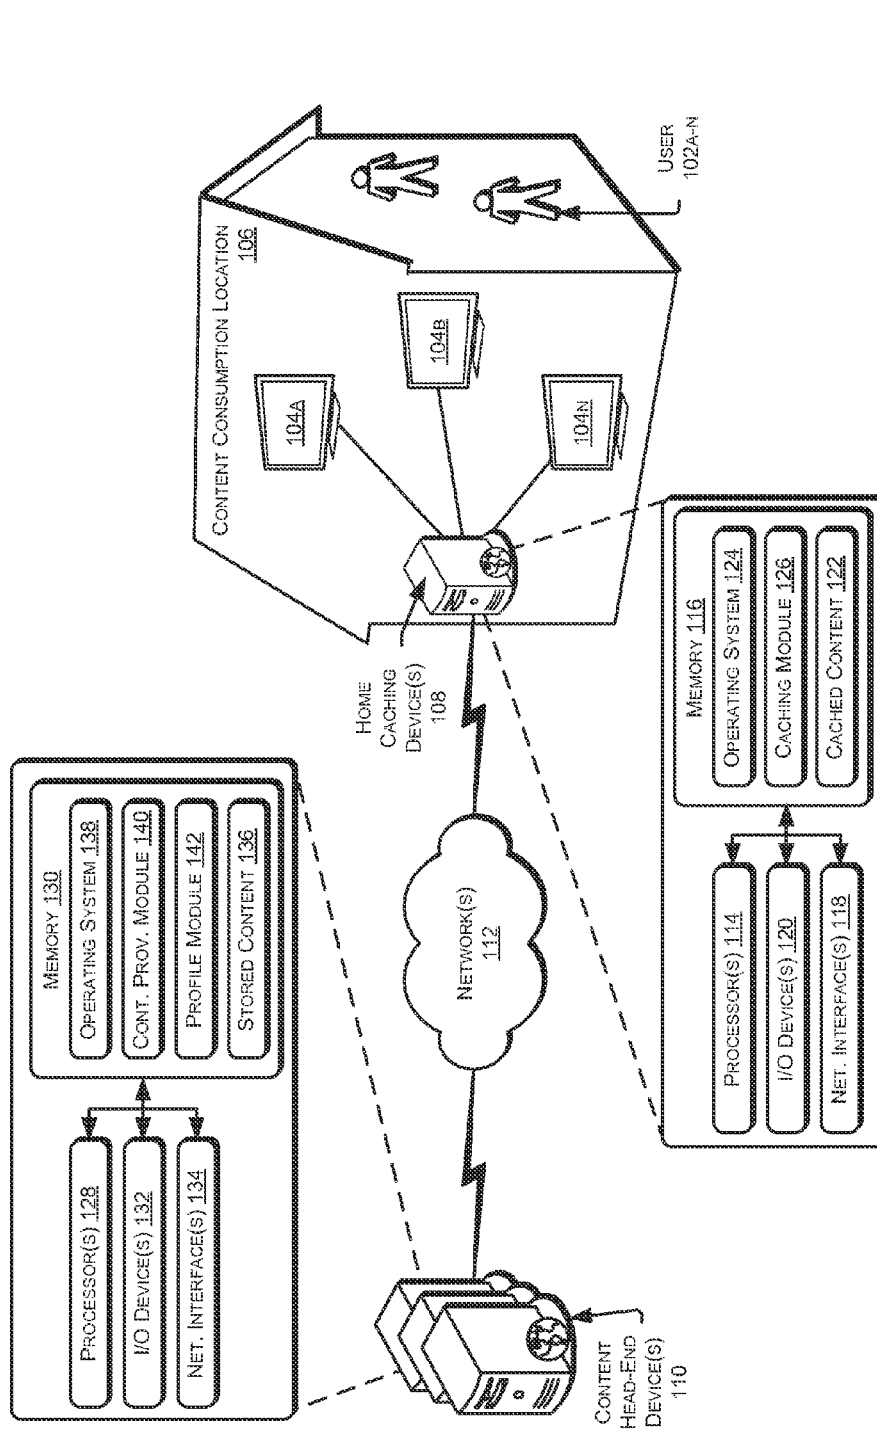 MEMORY 130
OPERATING SYSTEM 138
CONT. PROV. MODULE 140
PROFILE MODULE 142
STORED CONTENT 136
PROCESSOR(S) 128
I/O DEVICE(S) 132
NET. INTERFACE(S) 134
CONTENT
HEAD-END
DEVICE(S)
110
NETWORK(S)
112
HOME
CACHING
DEVICE(S)
108
CONTENT CONSUMPTION LOCATION
106
104A
104B
104N
USER
102A-N
MEMORY 116
OPERATING SYSTEM 124
CACHING MODULE 126
CACHED CONTENT 122
PROCESSOR(S) 114
I/O DEVICE(S) 120
NET. INTERFACE(S) 118